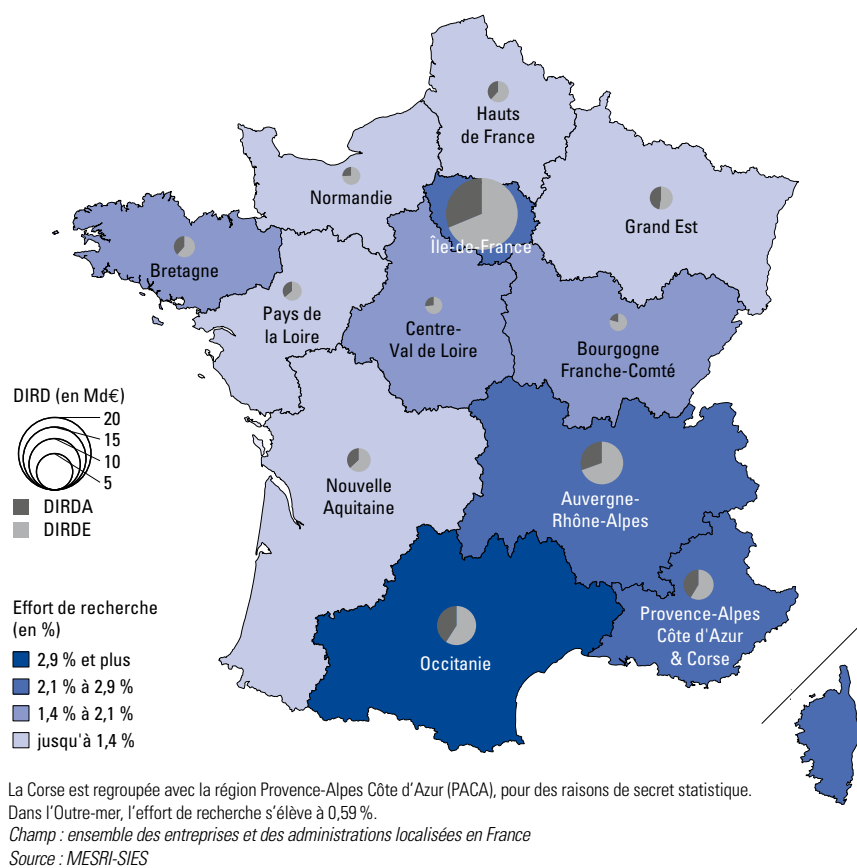 Hauts
de France
Normandie
Île-de-France
Grand Est
Bretagne
Pays de
la Loire
Centre-
Val de Loire
Bourgogne
Franche-Comté
DIRD (en Md€)
20
15
10
5
DIRDA
DIRDE
Nouvelle
Aquitaine
Auvergne-
Rhône-Alpes
Provence-Alpes
Côte d'Azur
& Corse
Occitanie
Effort de recherche
(en %)
2,9 % et plus
2,1 % à 2,9 %
1,4 % à 2,1 %
jusqu'à 1,4 %
La Corse est regroupée avec la région Provence-Alpes Côte d'Azur (PACA), pour des raisons de secret statistique.
Dans l'Outre-mer, l'effort de recherche s'élève à 0,59 %.
Champ : ensemble des entreprises et des administrations localisées en France
Source : MESRI-SIES